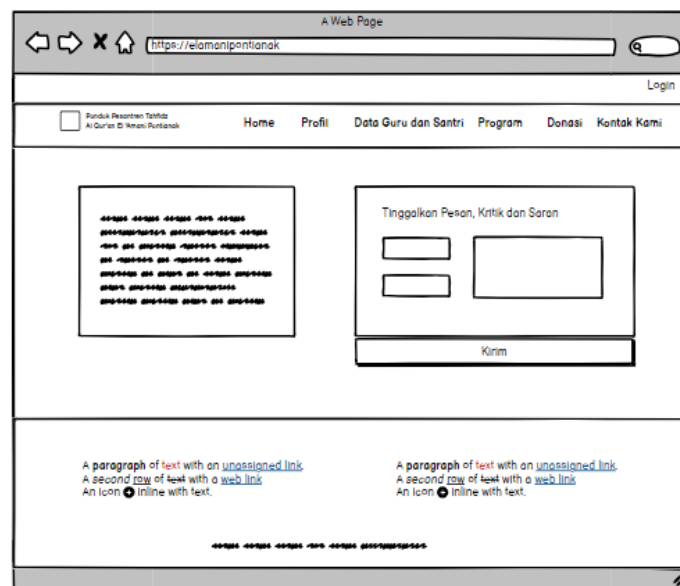 A Web Page
https://elamanipontianak
Login
Punduk Pesantren Tahfidz
Al Qur'an El 'Amani Pontianak
Home Profil Data Guru dan Santri Program Donasi Kontak Kami
Tinggalkan Pesan, Kritik dan Saran
Kirim
A paragraph of text with an unassigned link.
A second row of text with a web link
An icon inline with text.
A paragraph of text with an unassigned link.
A second row of text with a web link
An icon inline with text.